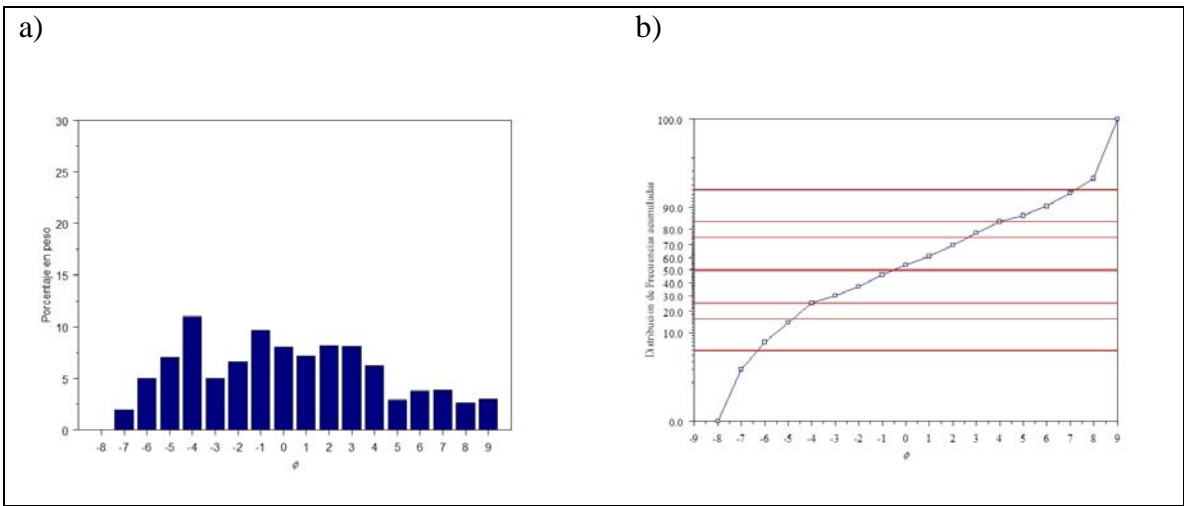 a)
b)
30
25
20
15
10
5
0
Porcentaje en peso
-8 -7 -6 -5 -4 -3 -2 -1 0 1 2 3 4 5 6 7 8 9
φ
100.0
90.0
80.0
70.0
60.0
50.0
40.0
30.0
20.0
10.0
0.0
Distribucion de Frecuencias acumuladas
-9 -8 -7 -6 -5 -4 -3 -2 -1 0 1 2 3 4 5 6 7 8 9
φ